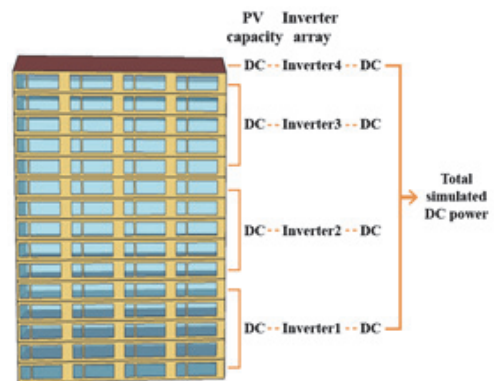 PV Inverter
capacity array
DC -- Inverter4 -- DC
DC -- Inverter3 -- DC
Total
simulated
DC power
DC -- Inverter2 -- DC
DC -- Inverter1 -- DC